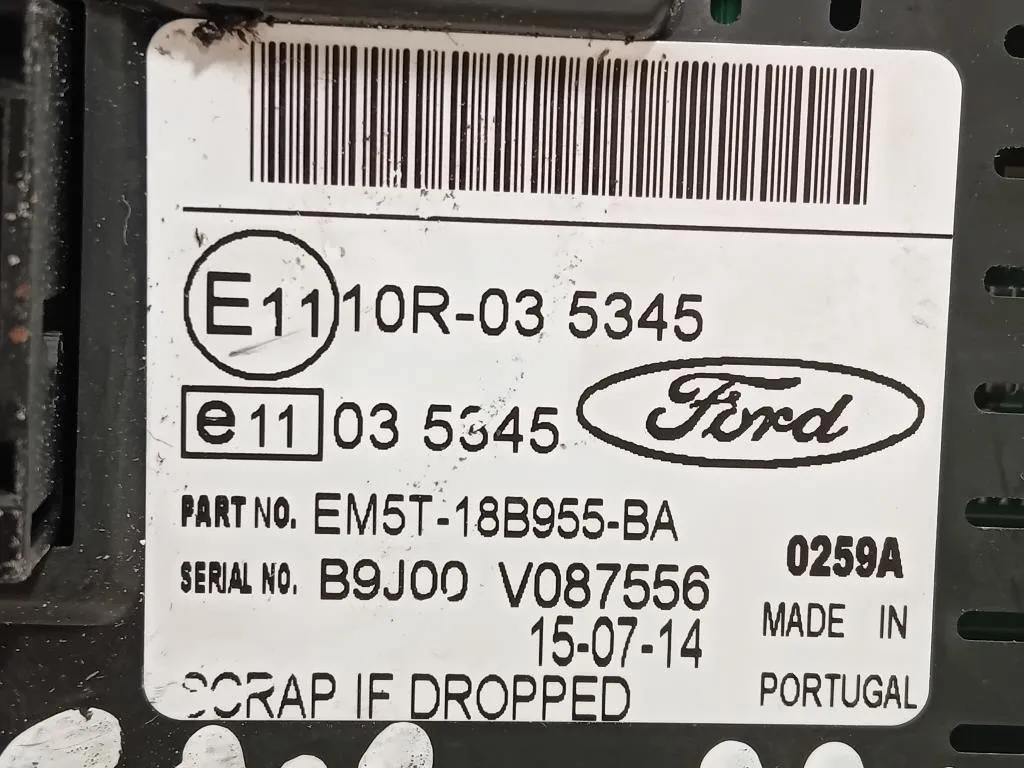 E11 10R-03 5345
e11 03 5345 Ford
PART NO. EM5T-18B955-BA
0259A
SERIAL NO. B9J00 V087556
15-07-14
MADE IN
PORTUGAL
SCRAP IF DROPPED